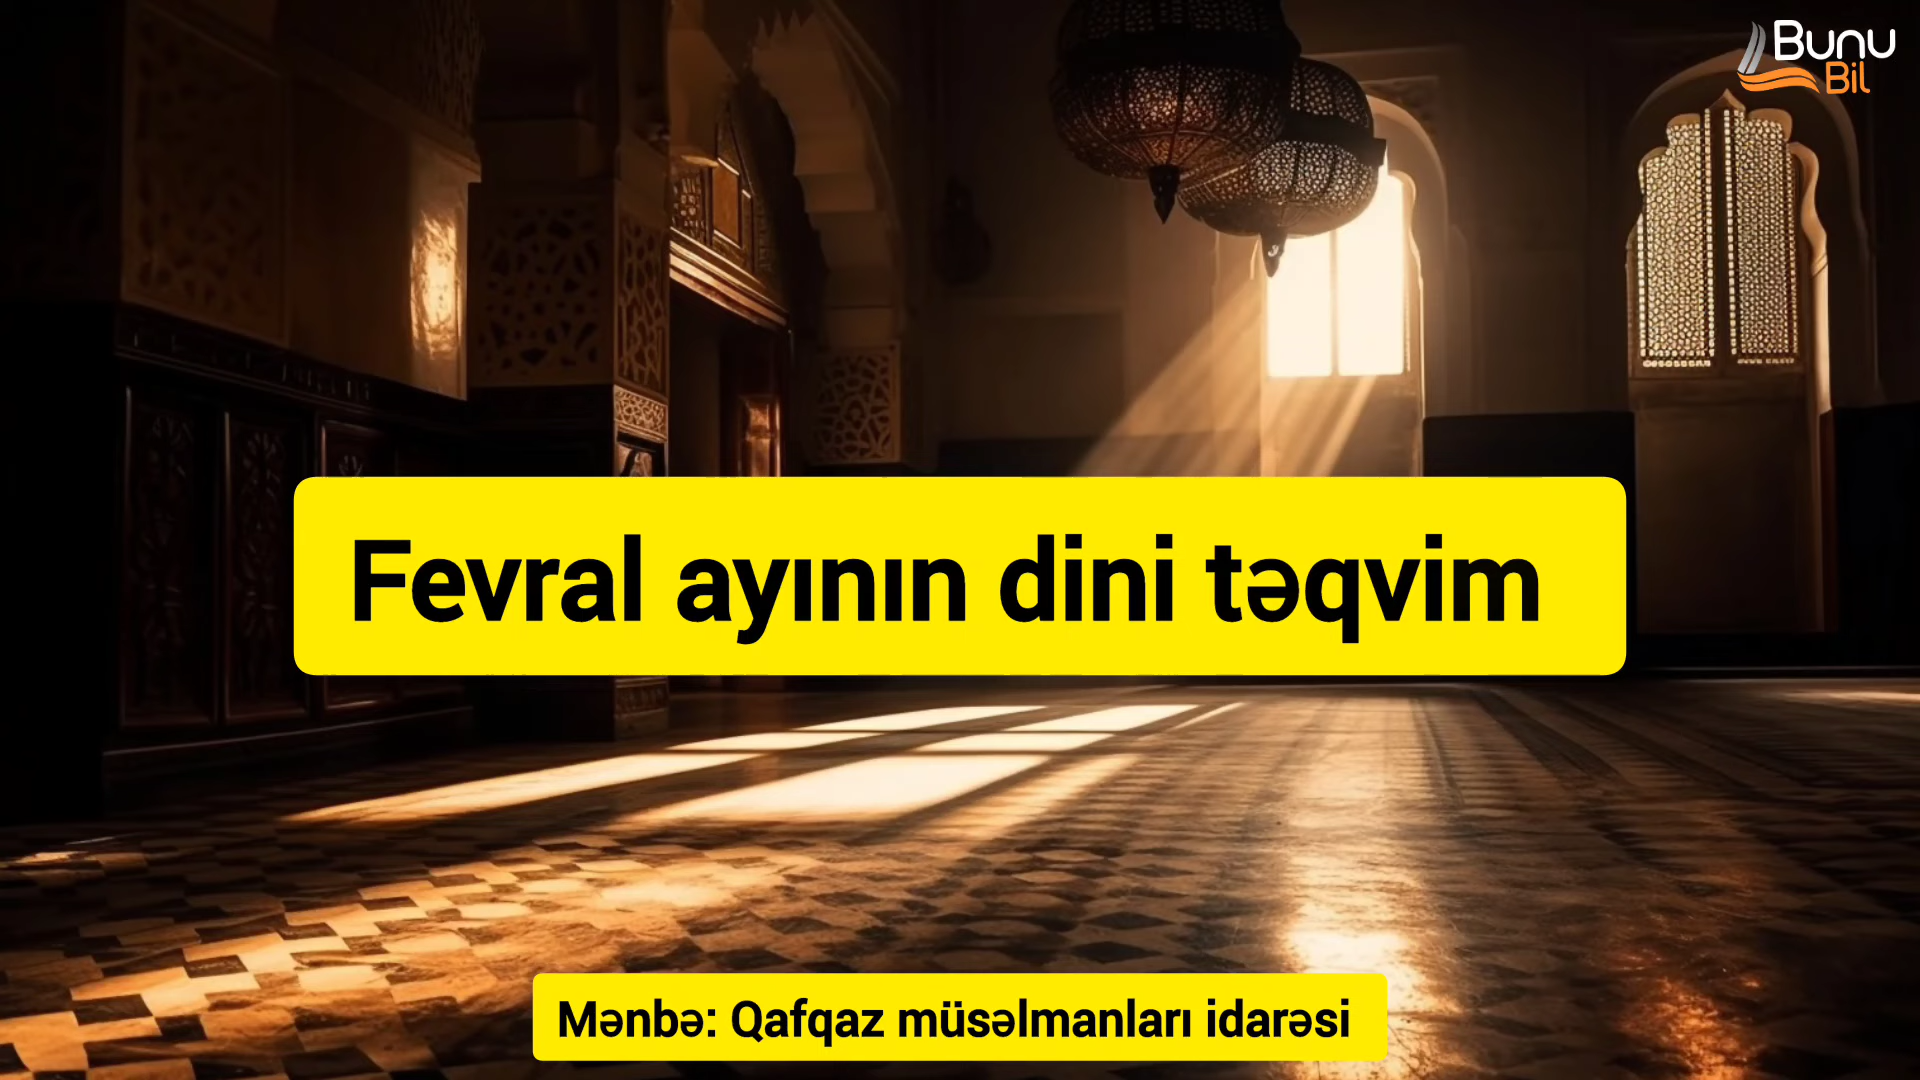 Bunu
Bil
Fevral ayının dini təqvim
Mənbə: Qafqaz müsəlmanları idarəsi